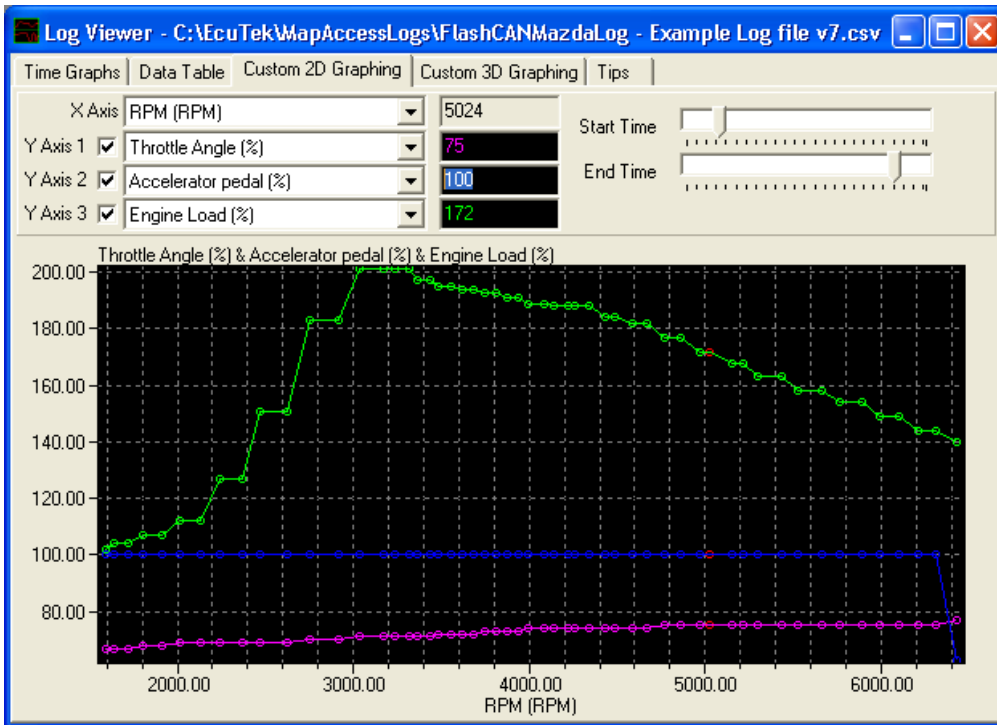 Log Viewer - C:\EcuTek\MapAccessLogs\FlashCANMazdaLog - Example Log file v7.csv
Time Graphs Data Table Custom 2D Graphing Custom 3D Graphing Tips
X Axis RPM (RPM) 5024 Start Time
Y Axis 1 Throttle Angle (%) 75
Y Axis 2 Accelerator pedal (%) 100 End Time
Y Axis 3 Engine Load (%) 172
Throttle Angle (%) & Accelerator pedal (%) & Engine Load (%)
200.00
180.00
160.00
140.00
120.00
100.00
80.00
2000.00 3000.00 4000.00 5000.00 6000.00
RPM (RPM)